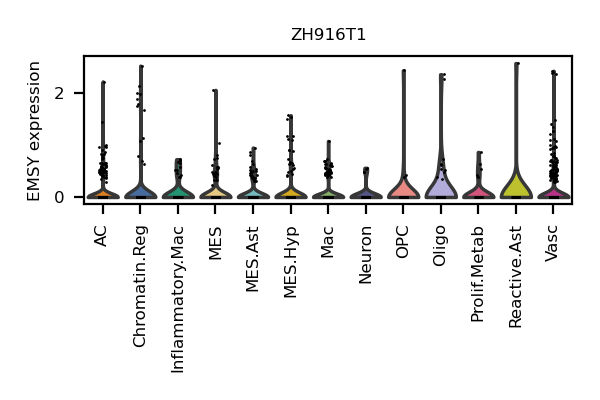 ZH916T1
EMSY expression
2
0
AC
Chromatin.Reg
Inflammatory.Mac
MES
MES.Ast
MES.Hyp
Mac
Neuron
OPC
Oligo
Prolif.Metab
Reactive.Ast
Vasc